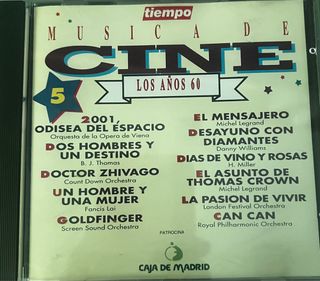 tiempo
MUSICA DE
CINE
LOS AÑOS 60
5
2001,
ODISEA DEL ESPACIO
Orquesta de la Opera de Viena
DOS HOMBRES Y
UN DESTINO
B. J. Thomas
DOCTOR ZHIVAGO
Count Down Orchestra
UN HOMBRE Y
UNA MUJER
Fancis Lai
GOLDFINGER
Screen Sound Orchestra
EL MENSAJERO
Michel Legrand
DESAYUNO CON
DIAMANTES
Danny Williams
DIAS DE VINO Y ROSAS
H. Miller
EL ASUNTO DE
THOMAS CROWN
Michel Legrand
LA PASION DE VIVIR
London Festival Orchestra
CAN CAN
Royal Philharmonic Orchestra
PATROCINA
CAJA DE MADRID